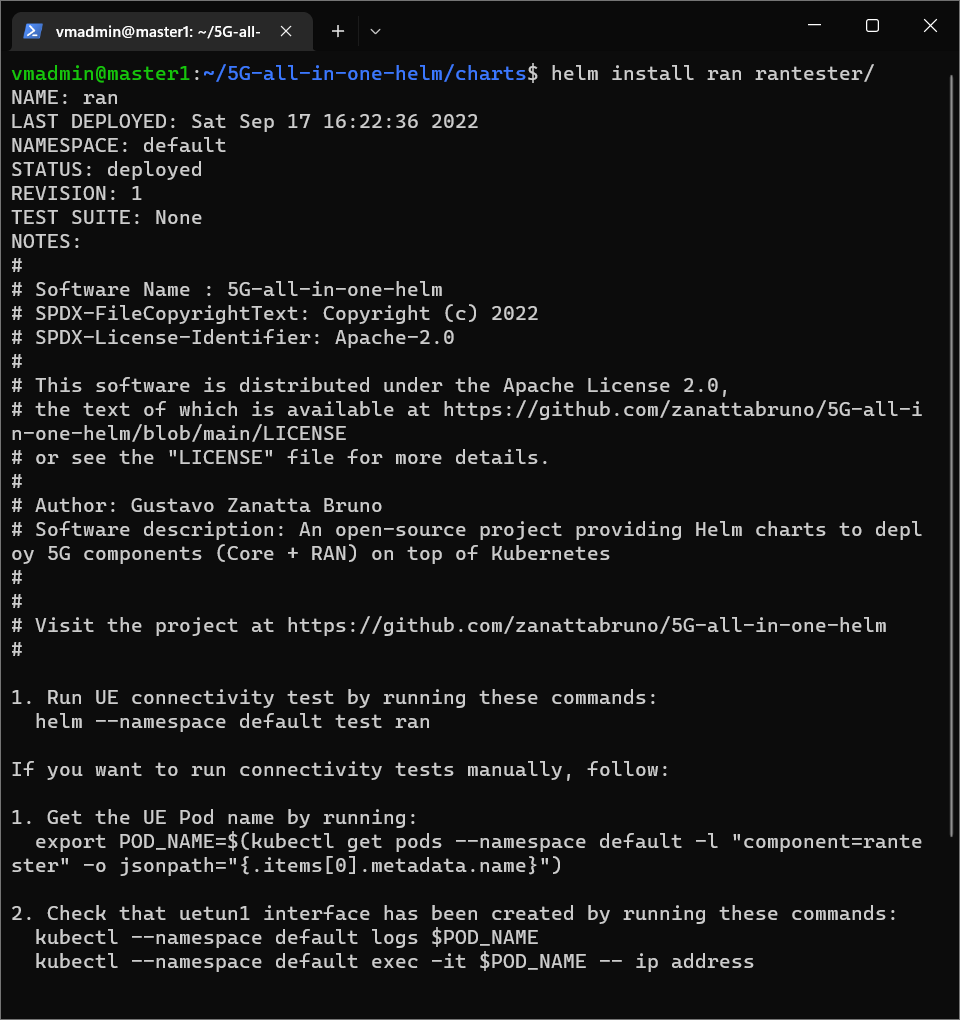 vmadmin@master1: ~/5G-all-
vmadmin@master1:~/5G-all-in-one-helm/charts$ helm install ran rantester/
NAME: ran
LAST DEPLOYED: Sat Sep 17 16:22:36 2022
NAMESPACE: default
STATUS: deployed
REVISION: 1
TEST SUITE: None
NOTES:
#
# Software Name : 5G-all-in-one-helm
# SPDX-FileCopyrightText: Copyright (c) 2022
# SPDX-License-Identifier: Apache-2.0
#
# This software is distributed under the Apache License 2.0,
# the text of which is available at https://github.com/zanattabruno/5G-all-i
n-one-helm/blob/main/LICENSE
# or see the "LICENSE" file for more details.
#
# Author: Gustavo Zanatta Bruno
# Software description: An open-source project providing Helm charts to depl
oy 5G components (Core + RAN) on top of Kubernetes
#
#
# Visit the project at https://github.com/zanattabruno/5G-all-in-one-helm
#
1. Run UE connectivity test by running these commands:
  helm --namespace default test ran
If you want to run connectivity tests manually, follow:
1. Get the UE Pod name by running:
  export POD_NAME=$(kubectl get pods --namespace default -l "component=rante
ster" -o jsonpath="{.items[0].metadata.name}")
2. Check that uetun1 interface has been created by running these commands:
  kubectl --namespace default logs $POD_NAME
  kubectl --namespace default exec -it $POD_NAME -- ip address